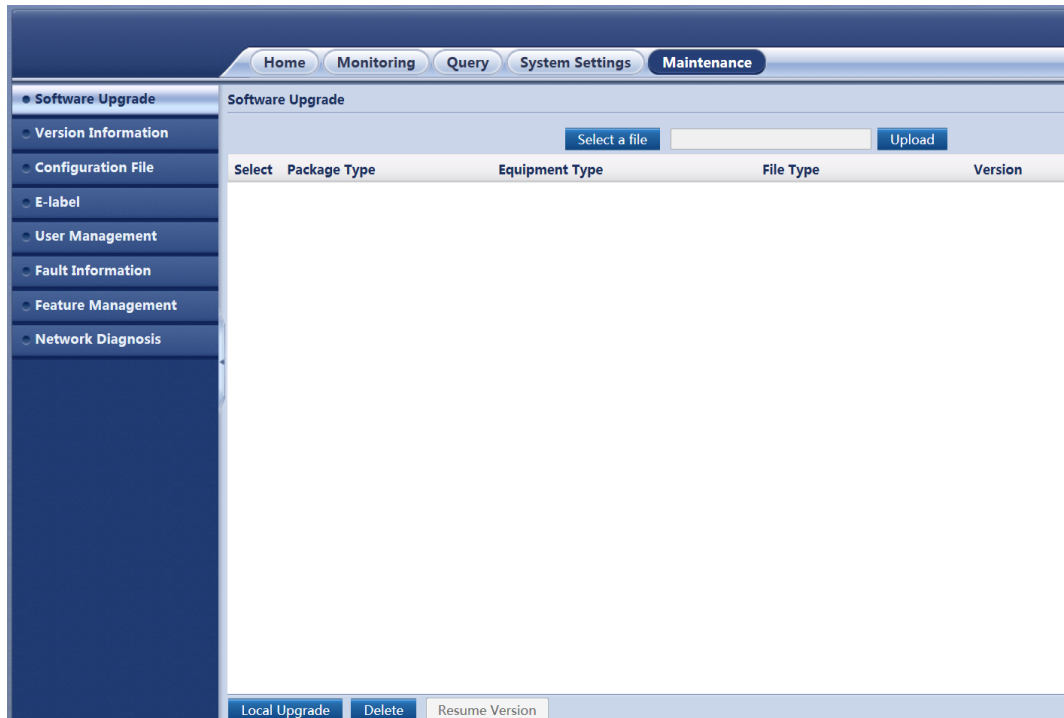 Home Monitoring Query System Settings Maintenance
Software Upgrade
Version Information
Configuration File
E-label
User Management
Fault Information
Feature Management
Network Diagnosis
Software Upgrade
Select a file Upload
Select Package Type Equipment Type File Type Version
Local Upgrade Delete Resume Version